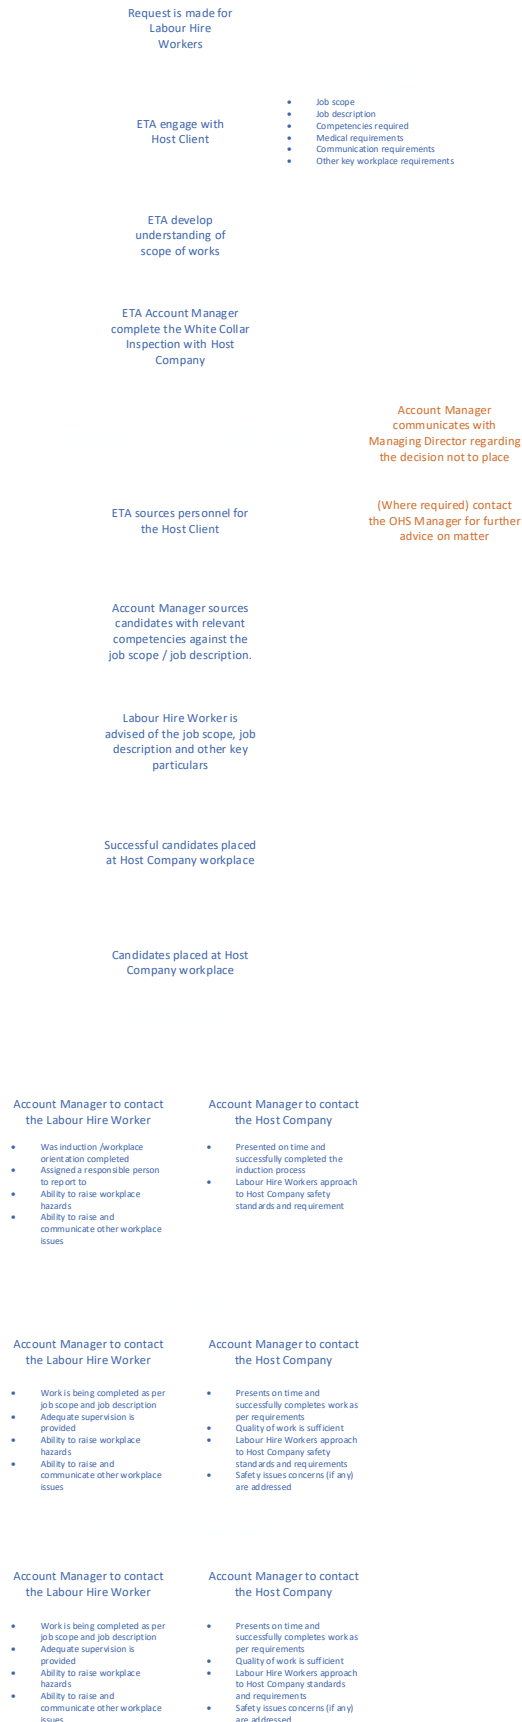 Request is made for
Labour Hire
Workers
ETA engage with
Host Client
• Job scope
• Job description
• Competencies required
• Medical requirements
• Communication requirements
• Other key workplace requirements
ETA develop
understanding of
scope of works
ETA Account Manager
complete the White Collar
Inspection with Host
Company
Account Manager
communicates with
Managing Director regarding
the decision not to place
ETA sources personnel for
the Host Client
(Where required) contact
the OHS Manager for further
advice on matter
Account Manager sources
candidates with relevant
competencies against the
job scope / job description.
Labour Hire Worker is
advised of the job scope, job
description and other key
particulars
Successful candidates placed
at Host Company workplace
Candidates placed at Host
Company workplace
Account Manager to contact
the Labour Hire Worker
• Was induction /workplace
orientation completed
• Assigned a responsible person
to report to
• Ability to raise workplace
hazards
• Ability to raise and
communicate other workplace
issues
Account Manager to contact
the Host Company
• Presented on time and
successfully completed the
induction process
• Labour Hire Workers approach
to Host Company safety
standards and requirement
Account Manager to contact
the Labour Hire Worker
• Work is being completed as per
job scope and job description
• Adequate supervision is
provided
• Ability to raise workplace
hazards
• Ability to raise and
communicate other workplace
issues
Account Manager to contact
the Host Company
• Presents on time and
successfully completes work as
per requirements
• Quality of work is sufficient
• Labour Hire Workers approach
to Host Company safety
standards and requirements
• Safety issues concerns (if any)
are addressed
Account Manager to contact
the Labour Hire Worker
• Work is being completed as per
job scope and job description
• Adequate supervision is
provided
• Ability to raise workplace
hazards
• Ability to raise and
communicate other workplace
issues
Account Manager to contact
the Host Company
• Presents on time and
successfully completes work as
per requirements
• Quality of work is sufficient
• Labour Hire Workers approach
to Host Company standards
and requirements
• Safety issues concerns (if any)
are addressed